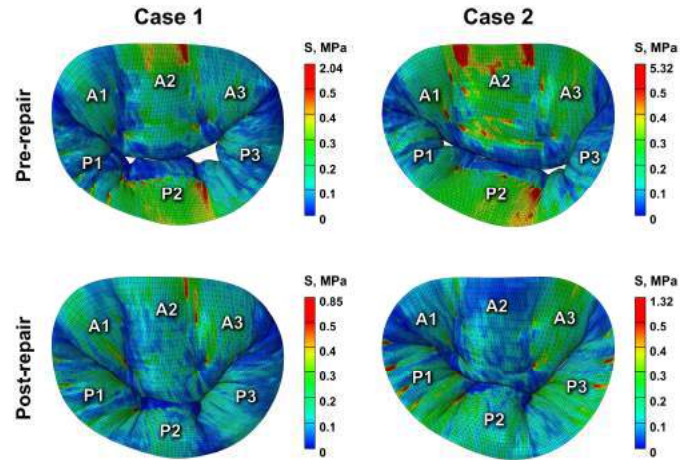 Case 1
Case 2
Pre-repair
S, MPa
2.04
0.5
0.4
0.3
0.2
0.1
0
A1
A2
A3
P1
P2
P3
S, MPa
5.32
0.5
0.4
0.3
0.2
0.1
0
A1
A2
A3
P1
P2
P3
Post-repair
S, MPa
0.85
0.5
0.4
0.3
0.2
0.1
0
A1
A2
A3
P1
P2
P3
S, MPa
1.32
0.5
0.4
0.3
0.2
0.1
0
A1
A2
A3
P1
P2
P3